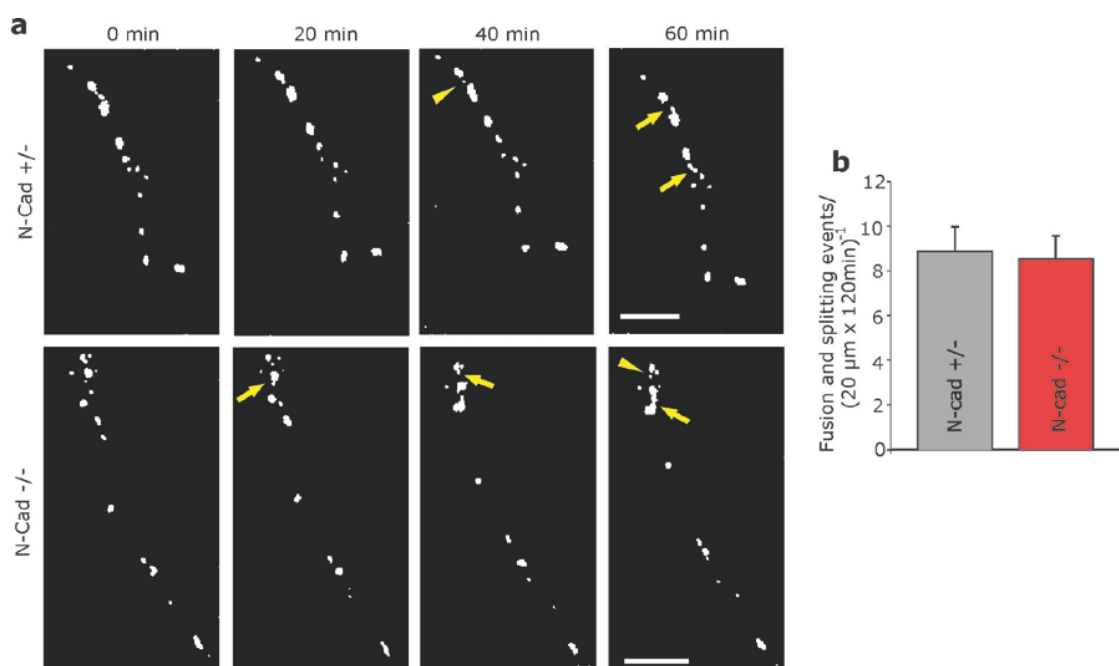 a
0 min 20 min 40 min 60 min
N-Cad +/-
N-Cad -/-
b
Fusion and splitting events/
(20 µm x 120min)⁻¹
12
10
8
6
4
2
0
N-cad +/-
N-cad -/-